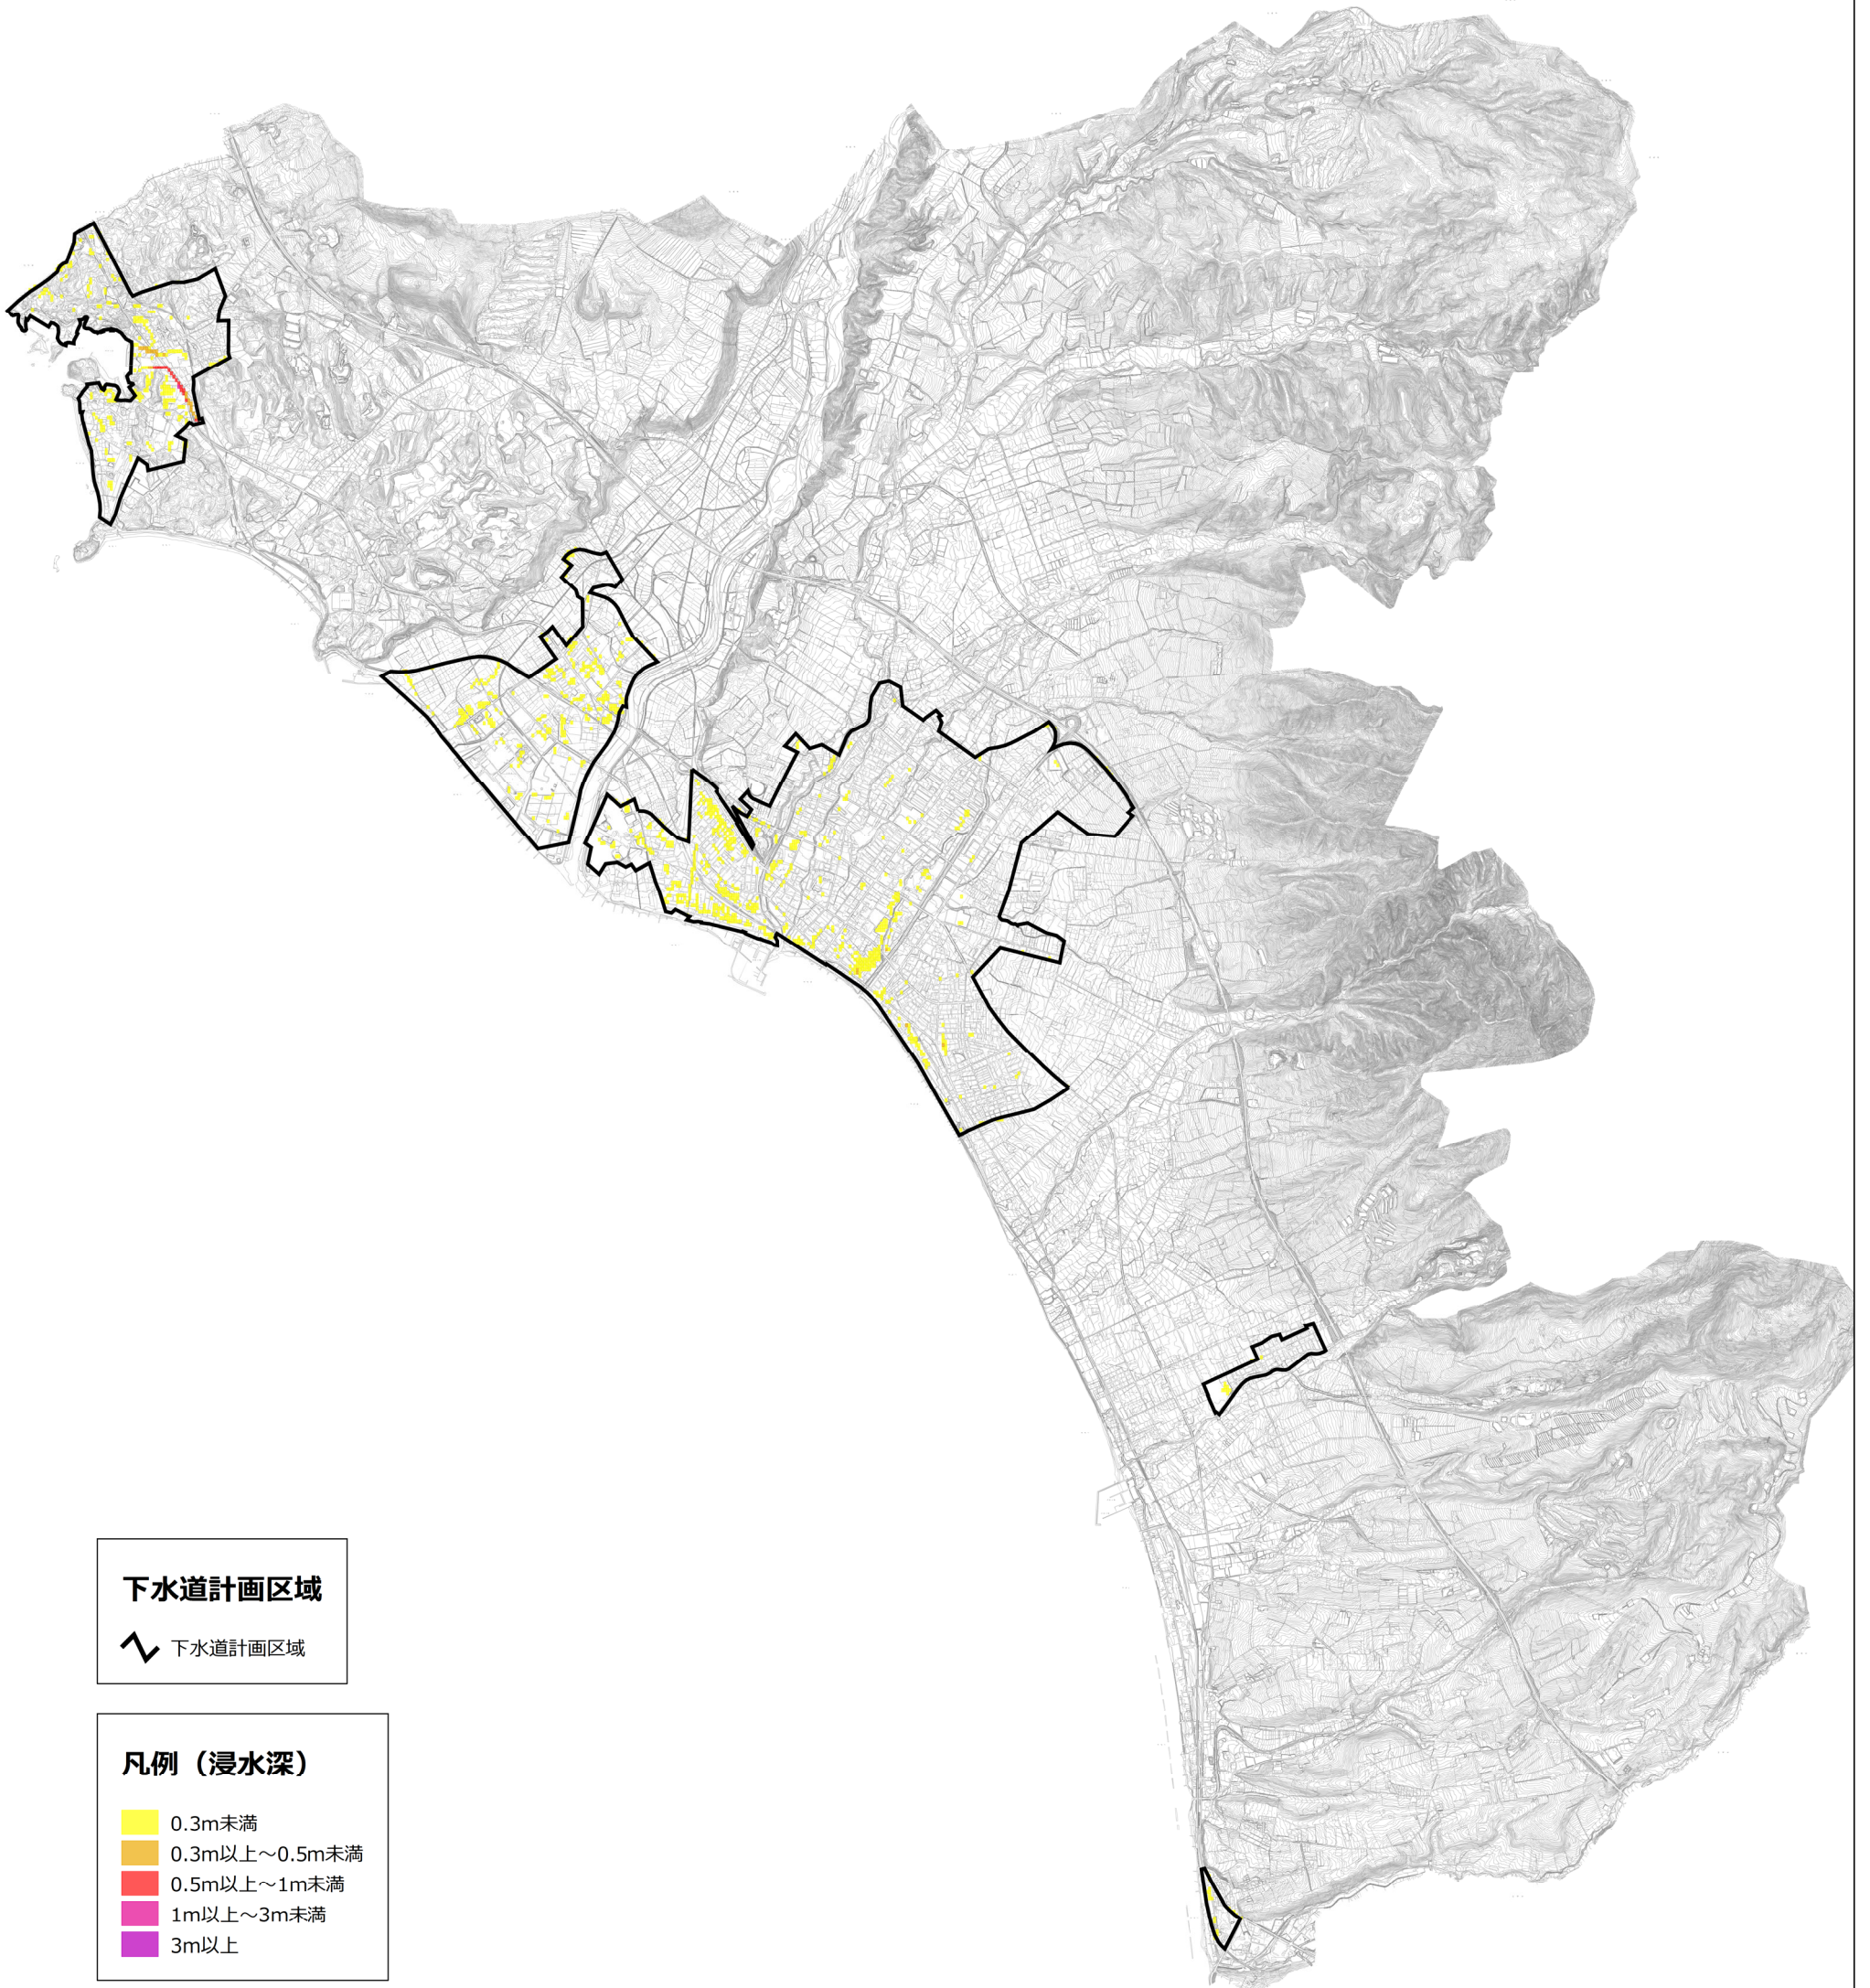 下水道計画区域
下水道計画区域
凡例（浸水深）
0.3m未満
0.3m以上～0.5m未満
0.5m以上～1m未満
1m以上～3m未満
3m以上